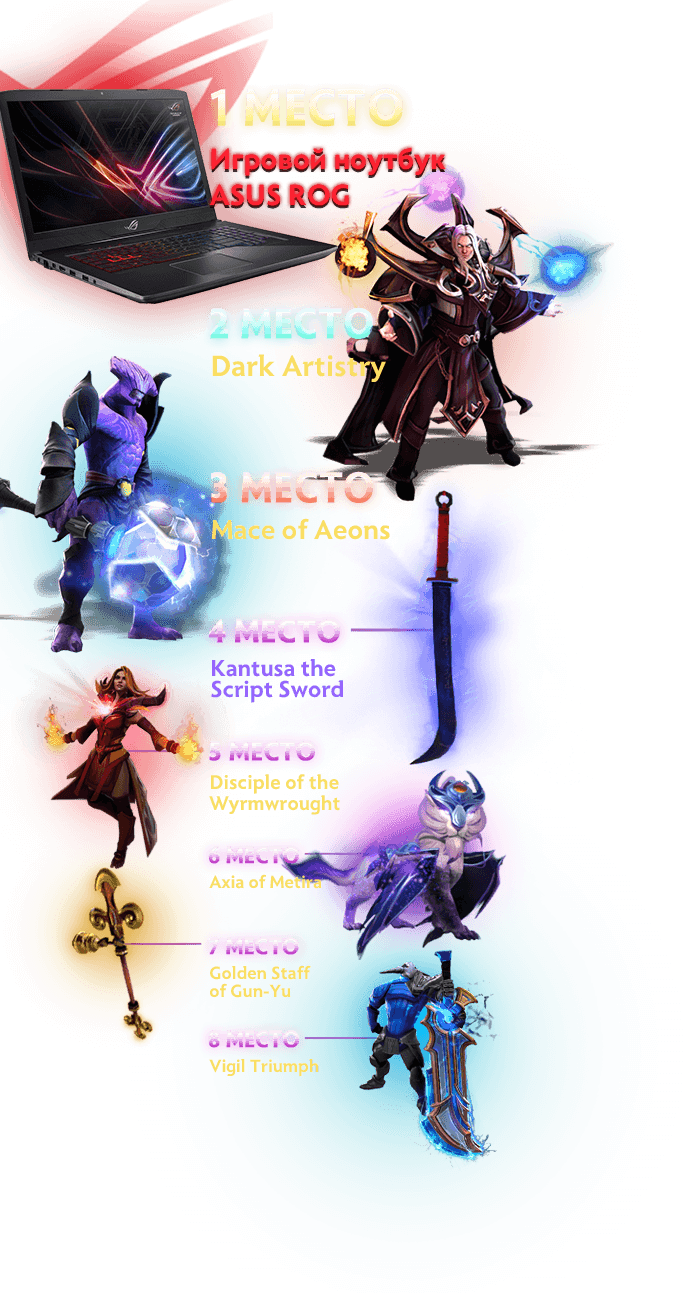 1 МЕСТО
Игровой ноутбук
ASUS ROG
2 МЕСТО
Dark Artistry
3 МЕСТО
Mace of Aeons
4 МЕСТО
Kantusa the
Script Sword
5 МЕСТО
Disciple of the
Wyrmwrought
6 МЕСТО
Axia of Metira
7 МЕСТО
Golden Staff
of Gun-Yu
8 МЕСТО
Vigil Triumph